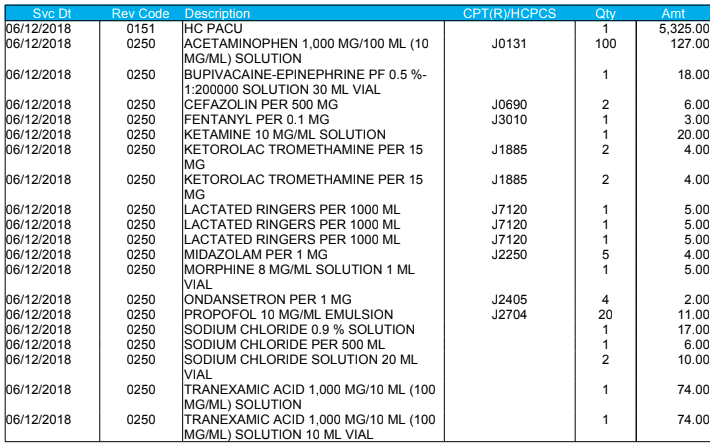 Svc Dt Rev Code Description CPT(R)/HCPCS Qty Amt
06/12/2018 0151 HC PACU 1 5,325.00
06/12/2018 0250 ACETAMINOPHEN 1,000 MG/100 ML (10 J0131 100 127.00
MG/ML) SOLUTION
06/12/2018 0250 BUPIVACAINE-EPINEPHRINE PF 0.5 %- 1 18.00
1:200000 SOLUTION 30 ML VIAL
06/12/2018 0250 CEFAZOLIN PER 500 MG J0690 2 6.00
06/12/2018 0250 FENTANYL PER 0.1 MG J3010 1 3.00
06/12/2018 0250 KETAMINE 10 MG/ML SOLUTION 1 20.00
06/12/2018 0250 KETOROLAC TROMETHAMINE PER 15 J1885 2 4.00
MG
06/12/2018 0250 KETOROLAC TROMETHAMINE PER 15 J1885 2 4.00
MG
06/12/2018 0250 LACTATED RINGERS PER 1000 ML J7120 1 5.00
06/12/2018 0250 LACTATED RINGERS PER 1000 ML J7120 1 5.00
06/12/2018 0250 LACTATED RINGERS PER 1000 ML J7120 1 5.00
06/12/2018 0250 MIDAZOLAM PER 1 MG J2250 5 4.00
06/12/2018 0250 MORPHINE 8 MG/ML SOLUTION 1 ML 1 5.00
VIAL
06/12/2018 0250 ONDANSETRON PER 1 MG J2405 4 2.00
06/12/2018 0250 PROPOFOL 10 MG/ML EMULSION J2704 20 11.00
06/12/2018 0250 SODIUM CHLORIDE 0.9 % SOLUTION 1 17.00
06/12/2018 0250 SODIUM CHLORIDE PER 500 ML 1 6.00
06/12/2018 0250 SODIUM CHLORIDE SOLUTION 20 ML 2 10.00
VIAL
06/12/2018 0250 TRANEXAMIC ACID 1,000 MG/10 ML (100 1 74.00
MG/ML) SOLUTION
06/12/2018 0250 TRANEXAMIC ACID 1,000 MG/10 ML (100 1 74.00
MG/ML) SOLUTION 10 ML VIAL